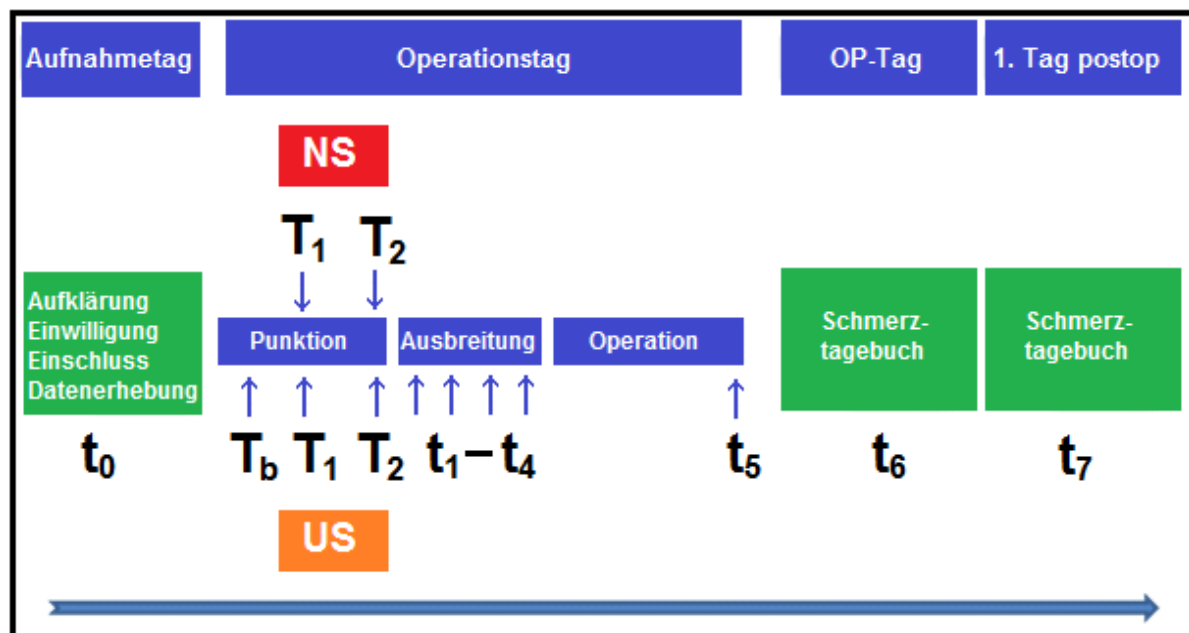 Aufnahmetag
Operationstag
OP-Tag
1. Tag postop
NS
T₁ T₂
Aufklärung
Einwilligung
Einschluss
Datenerhebung
Punktion
Ausbreitung
Operation
Schmerz-
tagebuch
Schmerz-
tagebuch
t₀
T_b T₁ T₂ t₁–t₄
t₅
t₆
t₇
US